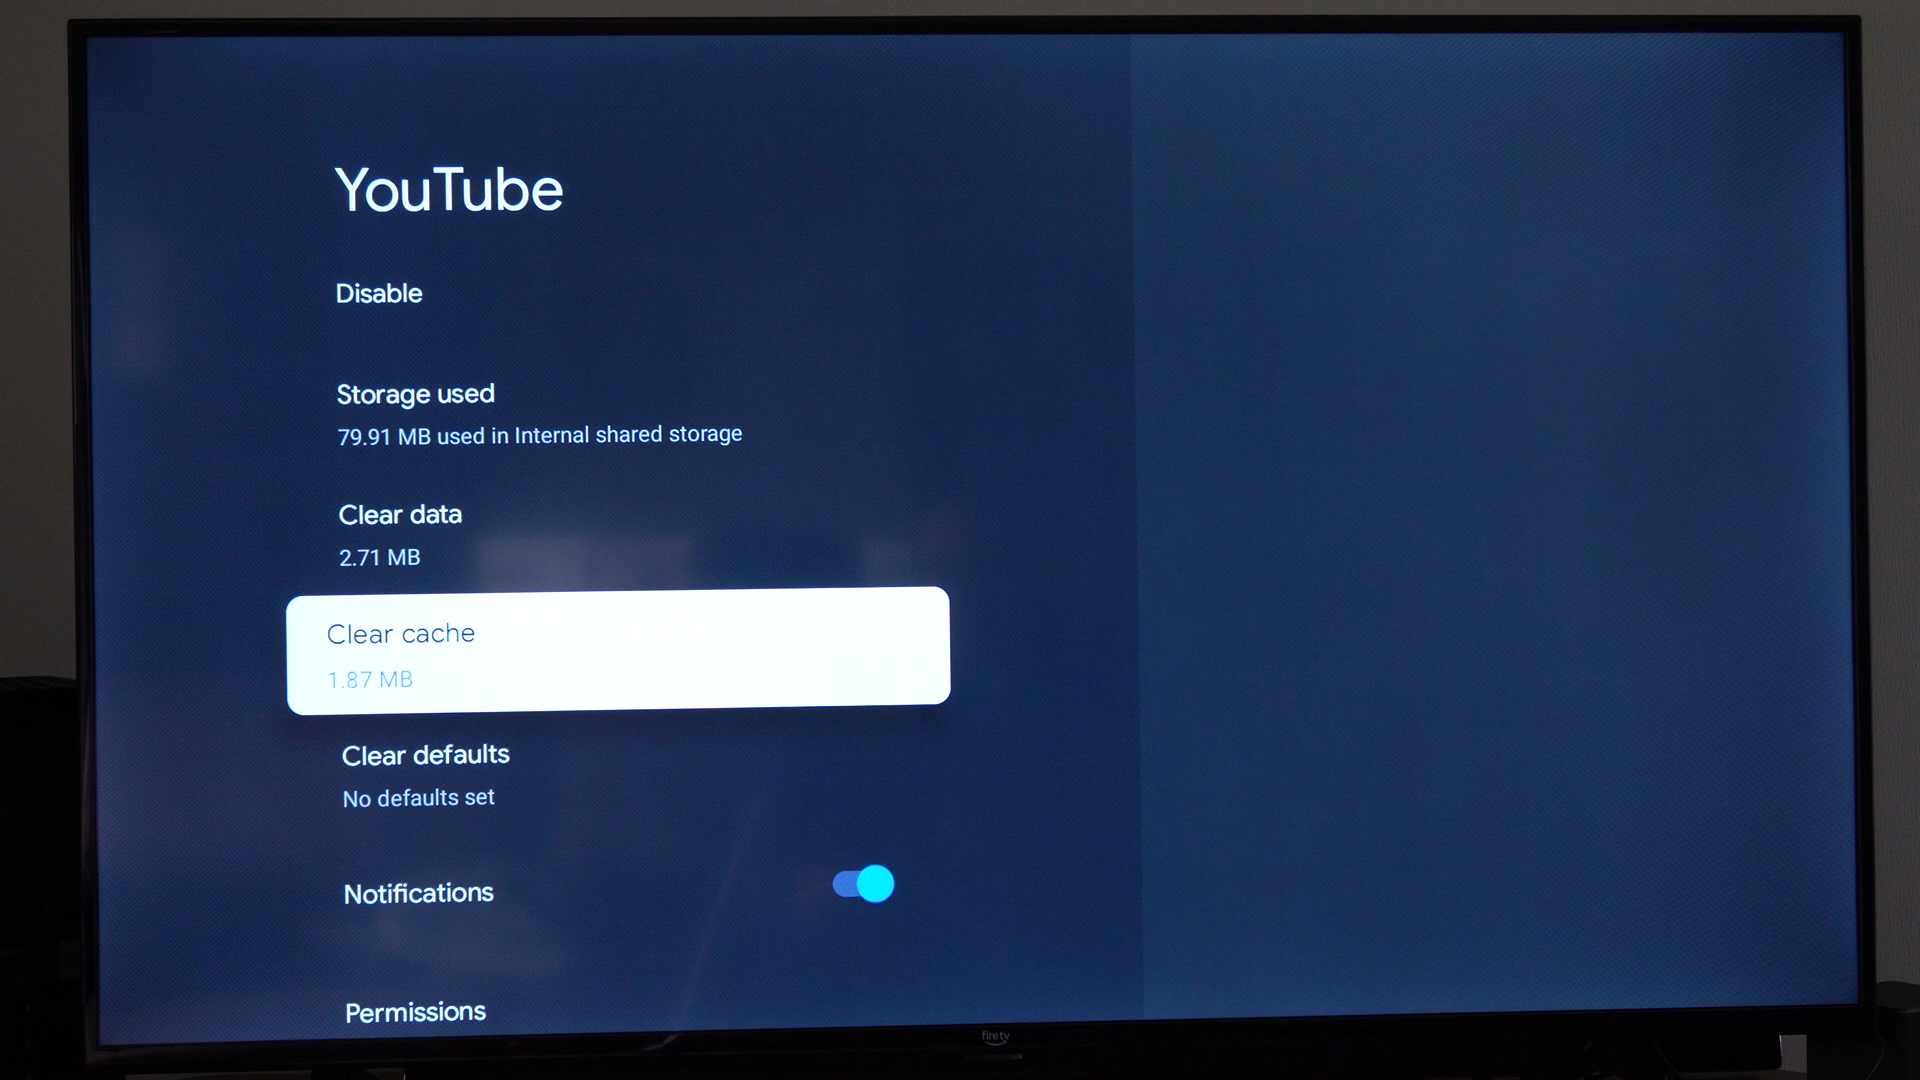 YouTube
Disable
Storage used
79.91 MB used in Internal shared storage
Clear data
2.71 MB
Clear cache
1.87 MB
Clear defaults
No defaults set
Notifications
Permissions
firetv